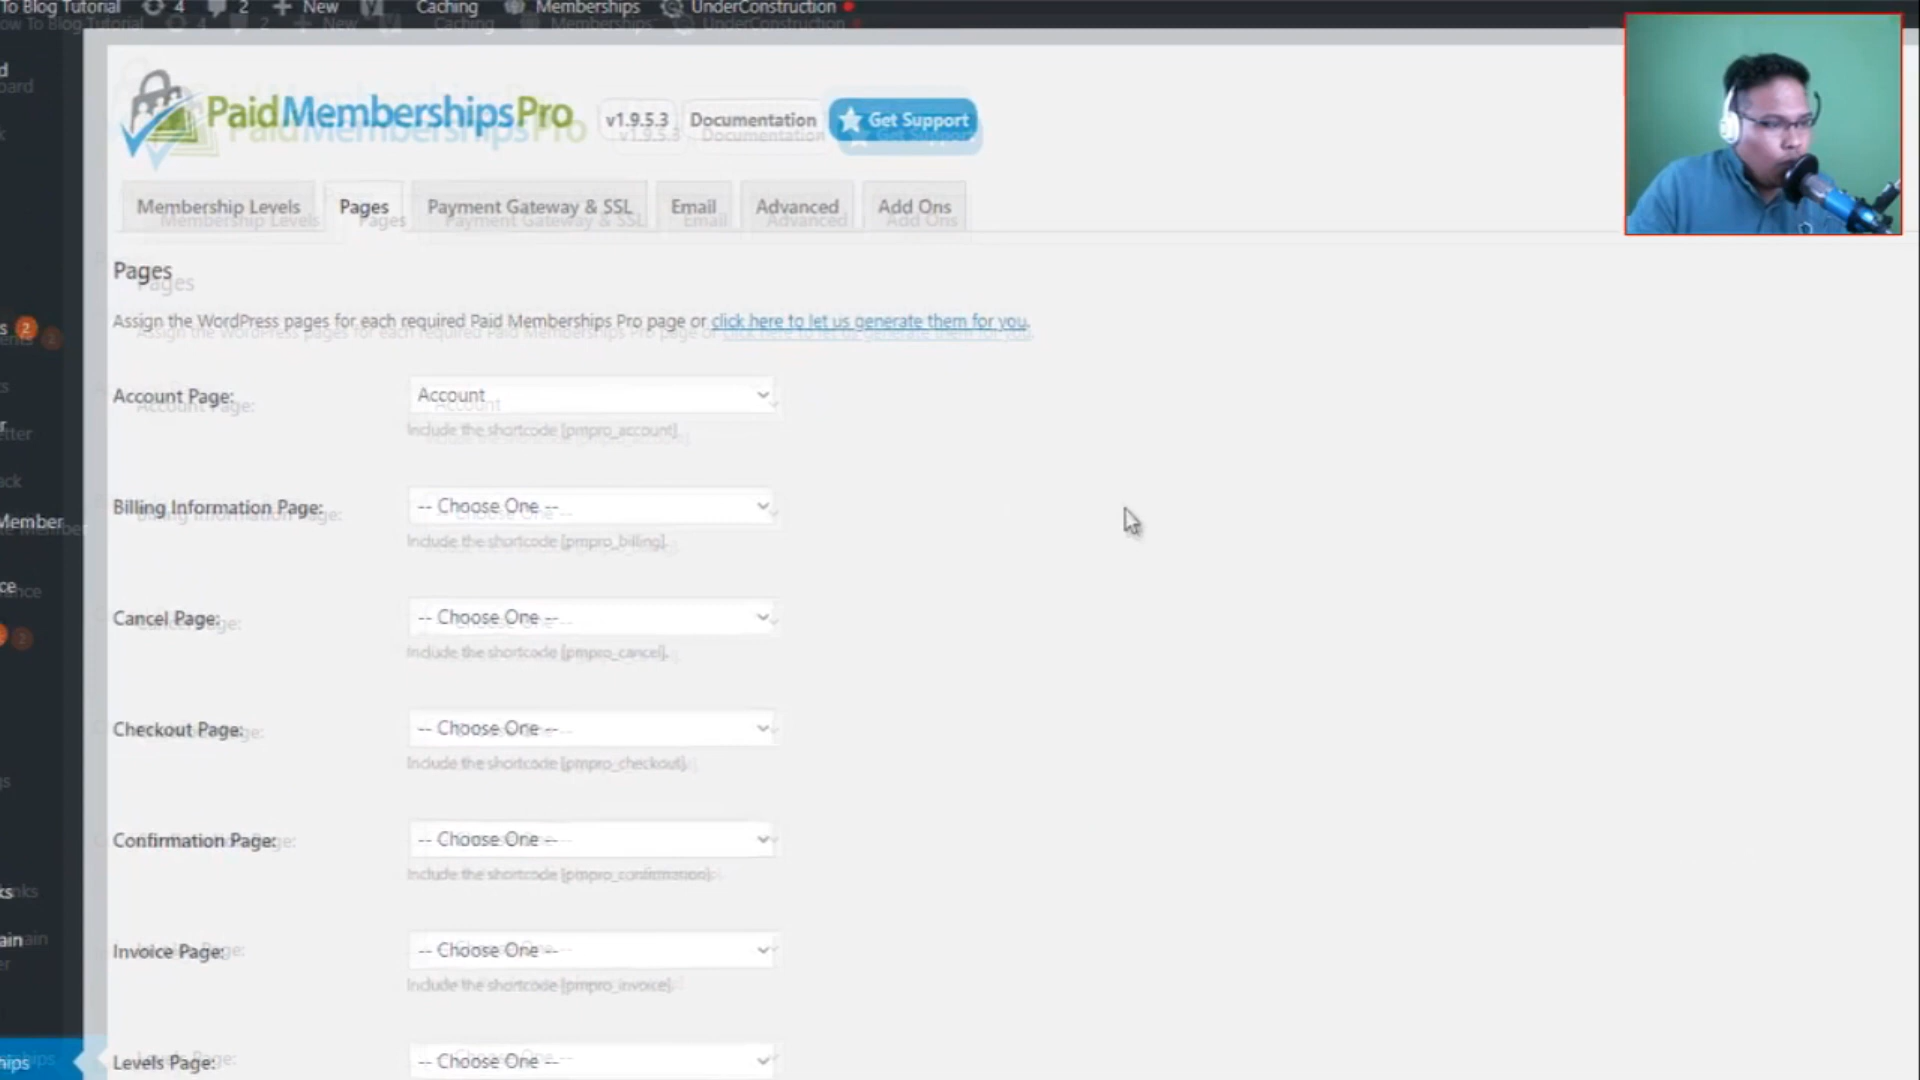 To Blog Tutorial 4 2 New Caching Memberships UnderConstruction
PaidMembershipsPro v1.9.5.3 Documentation Get Support
Membership Levels Pages Payment Gateway & SSL Email Advanced Add Ons
Pages
Assign the WordPress pages for each required Paid Memberships Pro page or click here to let us generate them for you.
2
Account Page: Account
Include the shortcode [pmpro_account].
Billing Information Page: -- Choose One --
Member
Include the shortcode [pmpro_billing].
Cancel Page: -- Choose One --
Include the shortcode [pmpro_cancel].
Checkout Page: -- Choose One --
Include the shortcode [pmpro_checkout].
Confirmation Page: -- Choose One --
Include the shortcode [pmpro_confirmation].
Invoice Page: -- Choose One --
Include the shortcode [pmpro_invoice].
Levels Page: -- Choose One --